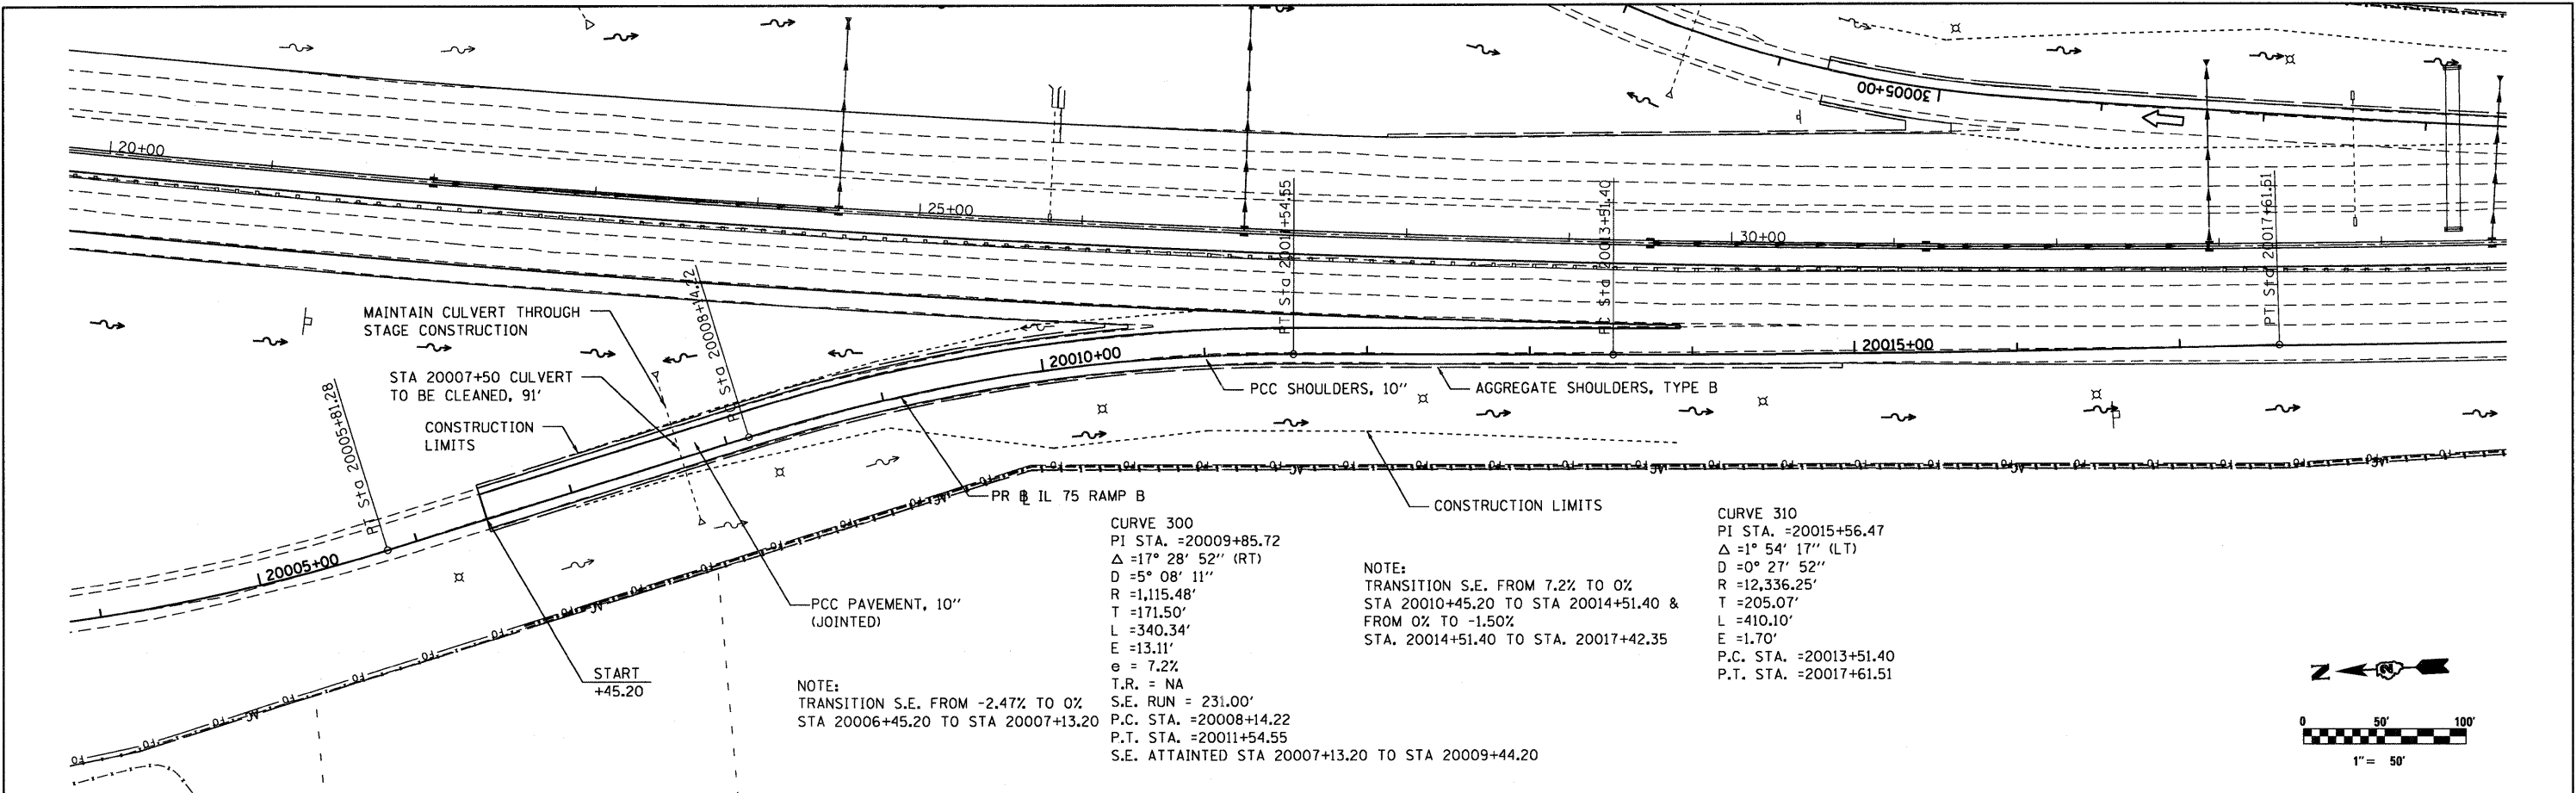 30005+00
20+00
25+00
30+00
PT Sta 20011+54.55
PC Sta 20013+51.40
PT Sta 20017+61.51
MAINTAIN CULVERT THROUGH
STAGE CONSTRUCTION
PC Sta 20008+14.22
STA 20007+50 CULVERT
TO BE CLEANED, 91'
CONSTRUCTION
LIMITS
PT Sta 20005+81.28
20005+00
20010+00
20015+00
PCC SHOULDERS, 10"
AGGREGATE SHOULDERS, TYPE B
PR ⅊ IL 75 RAMP B
CONSTRUCTION LIMITS
PCC PAVEMENT, 10"
(JOINTED)
START
+45.20
NOTE:
TRANSITION S.E. FROM -2.47% TO 0%
STA 20006+45.20 TO STA 20007+13.20
CURVE 300
PI STA. =20009+85.72
△ =17° 28' 52" (RT)
D =5° 08' 11"
R =1,115.48'
T =171.50'
L =340.34'
E =13.11'
e = 7.2%
T.R. = NA
S.E. RUN = 231.00'
P.C. STA. =20008+14.22
P.T. STA. =20011+54.55
S.E. ATTAINTED STA 20007+13.20 TO STA 20009+44.20
NOTE:
TRANSITION S.E. FROM 7.2% TO 0%
STA 20010+45.20 TO STA 20014+51.40 &
FROM 0% TO -1.50%
STA. 20014+51.40 TO STA. 20017+42.35
CURVE 310
PI STA. =20015+56.47
△ =1° 54' 17" (LT)
D =0° 27' 52"
R =12,336.25'
T =205.07'
L =410.10'
E =1.70'
P.C. STA. =20013+51.40
P.T. STA. =20017+61.51
N
0 50' 100'
1" = 50'